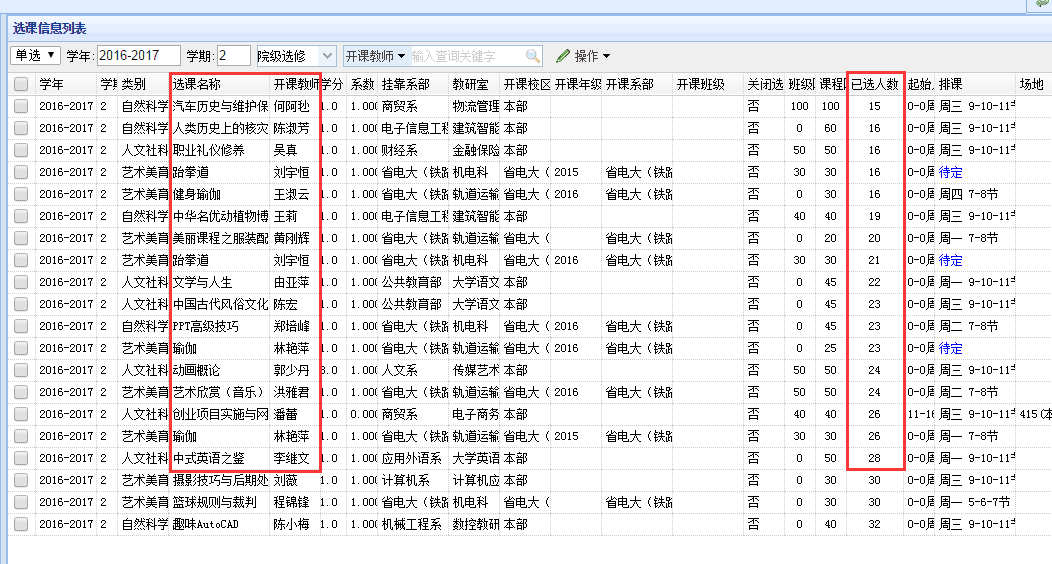 选课信息列表
单选 学年: 2016-2017 学期: 2 院级选修 开课教师 输入查询关键字 操作
学年 学期 类别 选课名称 开课教师 学分 系数 挂靠系部 教研室 开课校区 开课年级 开课系部 开课班级 关闭选 班级 课程 已选人数 起始 排课 场地
2016-2017 2 自然科学 汽车历史与维护保 何阿秒 1.0 1.000 商贸系 物流管理 本部 否 100 100 15 0-0周 周三 9-10-11节
2016-2017 2 自然科学 人类历史上的核灾 陈淑芳 1.0 1.000 电子信息工程 建筑智能 本部 否 0 60 16 0-0周 周三 9-10-11节
2016-2017 2 人文社科 职业礼仪修养 吴真 1.0 1.000 财经系 金融保险 本部 否 50 50 16 0-0周 周三 9-10-11节
2016-2017 2 艺术美育 跆拳道 刘宇恒 1.0 1.000 省电大（铁路 机电科 省电大（ 2015 省电大（铁路 否 30 30 16 0-0周 待定
2016-2017 2 艺术美育 健身瑜伽 王淑云 1.0 1.000 省电大（铁路 轨道运输 省电大（ 2016 省电大（铁路 否 0 30 16 0-0周 周四 7-8节
2016-2017 2 自然科学 中华名优动植物博 王莉 1.0 1.000 电子信息工程 建筑智能 本部 否 40 40 19 0-0周 周三 9-10-11节
2016-2017 2 艺术美育 美丽课程之服装配 黄刚辉 1.0 1.000 省电大（铁路 轨道运输 省电大（ 2016 省电大（铁路 否 0 20 20 0-0周 周一 7-8节
2016-2017 2 艺术美育 跆拳道 刘宇恒 1.0 1.000 省电大（铁路 机电科 省电大（ 2016 省电大（铁路 否 30 30 21 0-0周 待定
2016-2017 2 人文社科 文学与人生 由亚萍 1.0 1.000 公共教育部 大学语文 本部 否 0 45 22 0-0周 周一 9-10-11节
2016-2017 2 人文社科 中国古代风俗文化 陈宏 1.0 1.000 公共教育部 大学语文 本部 否 0 45 23 0-0周 周三 9-10-11节
2016-2017 2 自然科学 PPT高级技巧 郑培峰 1.0 1.000 省电大（铁路 机电科 省电大（ 2016 省电大（铁路 否 0 45 23 0-0周 周二 7-8节
2016-2017 2 艺术美育 瑜伽 林艳萍 1.0 1.000 省电大（铁路 轨道运输 省电大（ 2016 省电大（铁路 否 0 25 23 0-0周 待定
2016-2017 2 艺术美育 动画概论 郭少丹 3.0 1.000 人文系 传媒艺术 本部 否 50 50 24 0-0周 周一 9-10-11节
2016-2017 2 艺术美育 艺术欣赏（音乐） 洪雅君 1.0 1.000 省电大（铁路 轨道运输 省电大（ 2016 省电大（铁路 否 50 50 24 0-0周 周二 7-8节
2016-2017 2 人文社科 创业项目实施与网 潘蕾 1.0 0.000 商贸系 电子商务 本部 否 40 40 26 11-16 周三 9-10-11节 415(本
2016-2017 2 艺术美育 瑜伽 林艳萍 1.0 1.000 省电大（铁路 轨道运输 省电大（ 2015 省电大（铁路 否 30 30 26 0-0周 周一 7-8节
2016-2017 2 人文社科 中式英语之鉴 李继文 1.0 1.000 应用外语系 大学英语 本部 否 0 50 28 0-0周 周三 9-10-11节
2016-2017 2 艺术美育 摄影技巧与后期处 刘薇 1.0 1.000 计算机系 计算机应 本部 否 0 30 30 0-0周 周三 9-10-11节
2016-2017 2 艺术美育 篮球规则与裁判 程锦锋 1.0 1.000 省电大（铁路 机电科 省电大（铁 否 0 30 30 0-0周 周一 5-6-7节
2016-2017 2 自然科学 趣味AutoCAD 陈小梅 1.0 1.000 机械工程系 数控教研 本部 否 0 40 32 0-0周 周三 9-10-11节